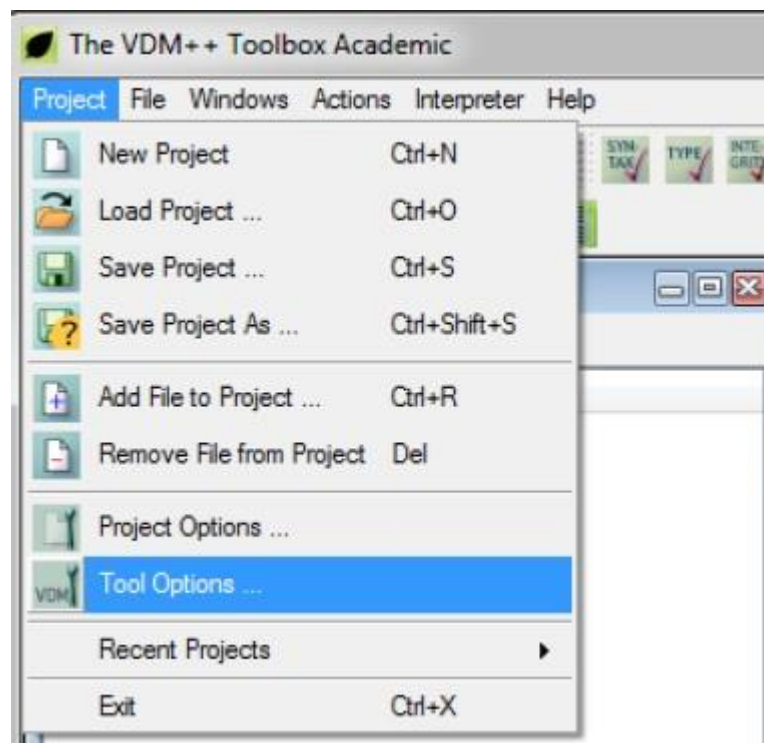 The VDM++ Toolbox Academic
Project File Windows Actions Interpreter Help
SYN-
TAX
TYPE
INTE-
GRIT
New Project Ctrl+N
Load Project ... Ctrl+O
Save Project ... Ctrl+S
? Save Project As ... Ctrl+Shift+S
Add File to Project ... Ctrl+R
Remove File from Project Del
Project Options ...
VDM Tool Options ...
Recent Projects
Exit Ctrl+X